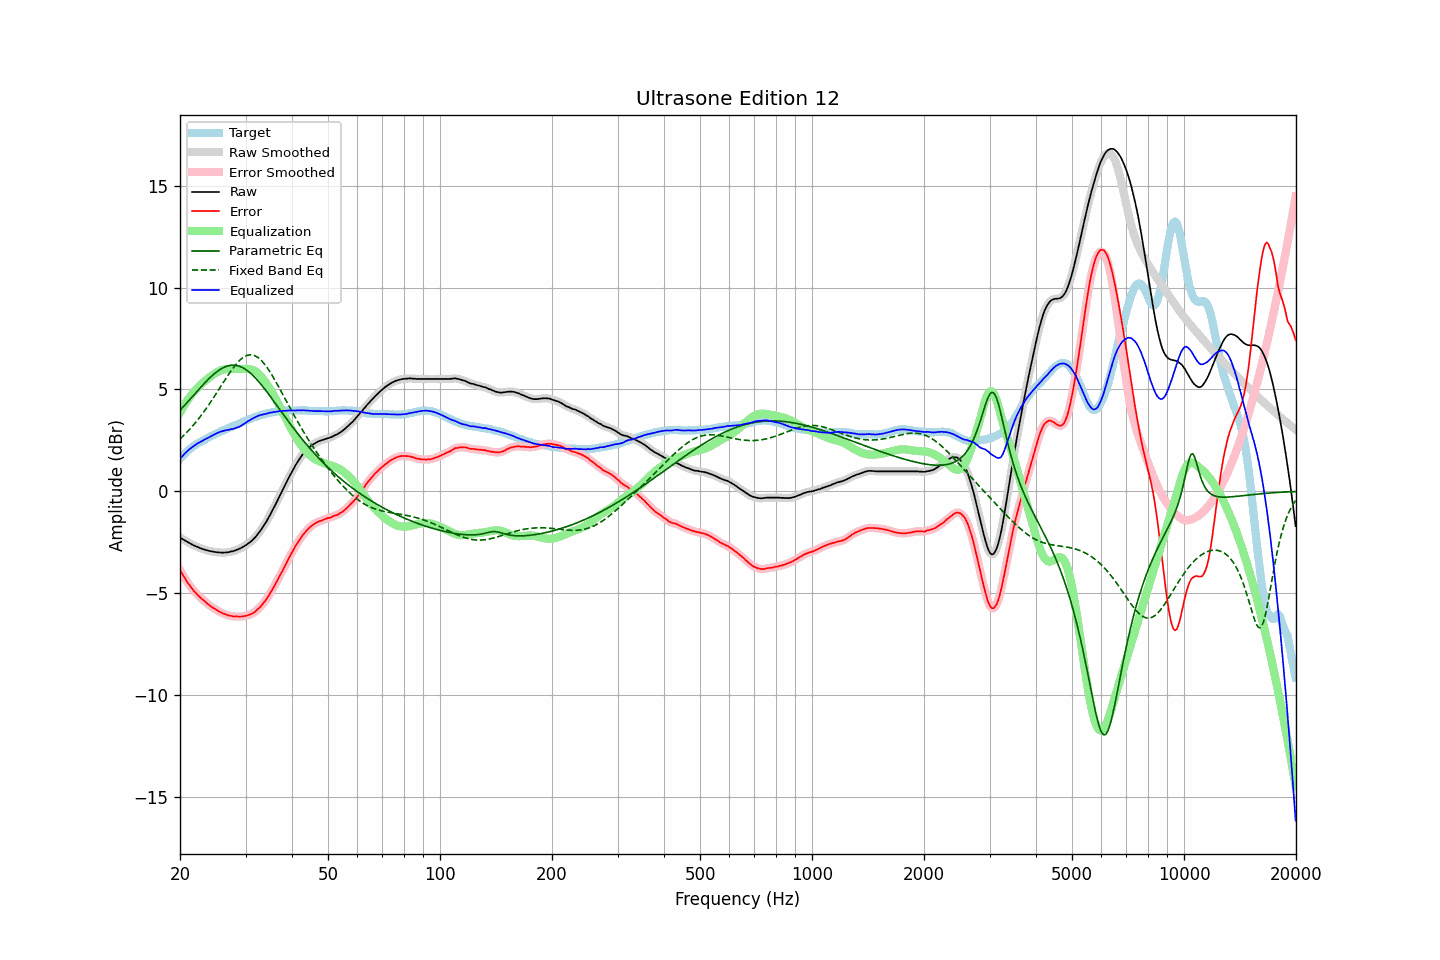 Ultrasone Edition 12
Target
Raw Smoothed
Error Smoothed
Raw
Error
Equalization
Parametric Eq
Fixed Band Eq
Equalized
15
10
5
0
−5
−10
−15
Amplitude (dBr)
20 50 100 200 500 1000 2000 5000 10000 20000
Frequency (Hz)